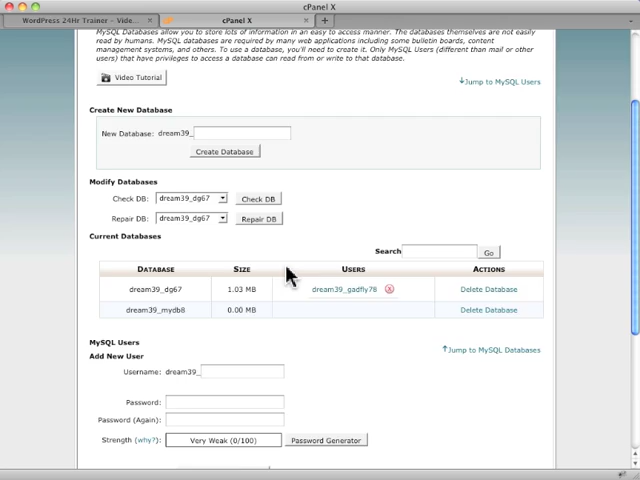 cPanel X
WordPress 24Hr Trainer – Vide...
cPanel X
MySQL Databases allow you to store lots of information in an easy to access manner. The databases themselves are not easily
read by humans. MySQL databases are required by many web applications including some bulletin boards, content
management systems, and others. To use a database, you'll need to create it. Only MySQL Users (different than mail or other
users) that have privileges to access a database can read from or write to that database.
Video Tutorial
Jump to MySQL Users
Create New Database
New Database: dream39_
Create Database
Modify Databases
Check DB: dream39_dg67 Check DB
Repair DB: dream39_dg67 Repair DB
Current Databases
Search Go
DATABASE SIZE USERS ACTIONS
dream39_dg67 1.03 MB dream39_gadfly78 Delete Database
dream39_mydb8 0.00 MB Delete Database
MySQL Users
Jump to MySQL Databases
Add New User
Username: dream39_
Password:
Password (Again):
Strength (why?): Very Weak (0/100) Password Generator